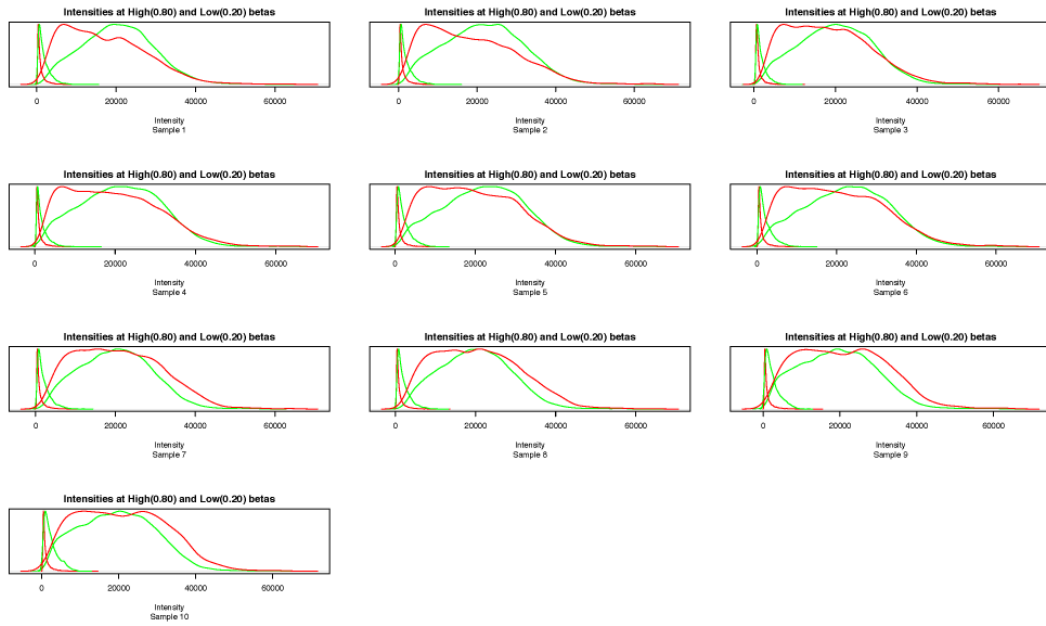 Intensities at High(0.80) and Low(0.20) betas
0 20000 40000 60000
Intensity
Sample 1
Intensities at High(0.80) and Low(0.20) betas
0 20000 40000 60000
Intensity
Sample 2
Intensities at High(0.80) and Low(0.20) betas
0 20000 40000 60000
Intensity
Sample 3
Intensities at High(0.80) and Low(0.20) betas
0 20000 40000 60000
Intensity
Sample 4
Intensities at High(0.80) and Low(0.20) betas
0 20000 40000 60000
Intensity
Sample 5
Intensities at High(0.80) and Low(0.20) betas
0 20000 40000 60000
Intensity
Sample 6
Intensities at High(0.80) and Low(0.20) betas
0 20000 40000 60000
Intensity
Sample 7
Intensities at High(0.80) and Low(0.20) betas
0 20000 40000 60000
Intensity
Sample 8
Intensities at High(0.80) and Low(0.20) betas
0 20000 40000 60000
Intensity
Sample 9
Intensities at High(0.80) and Low(0.20) betas
0 20000 40000 60000
Intensity
Sample 10